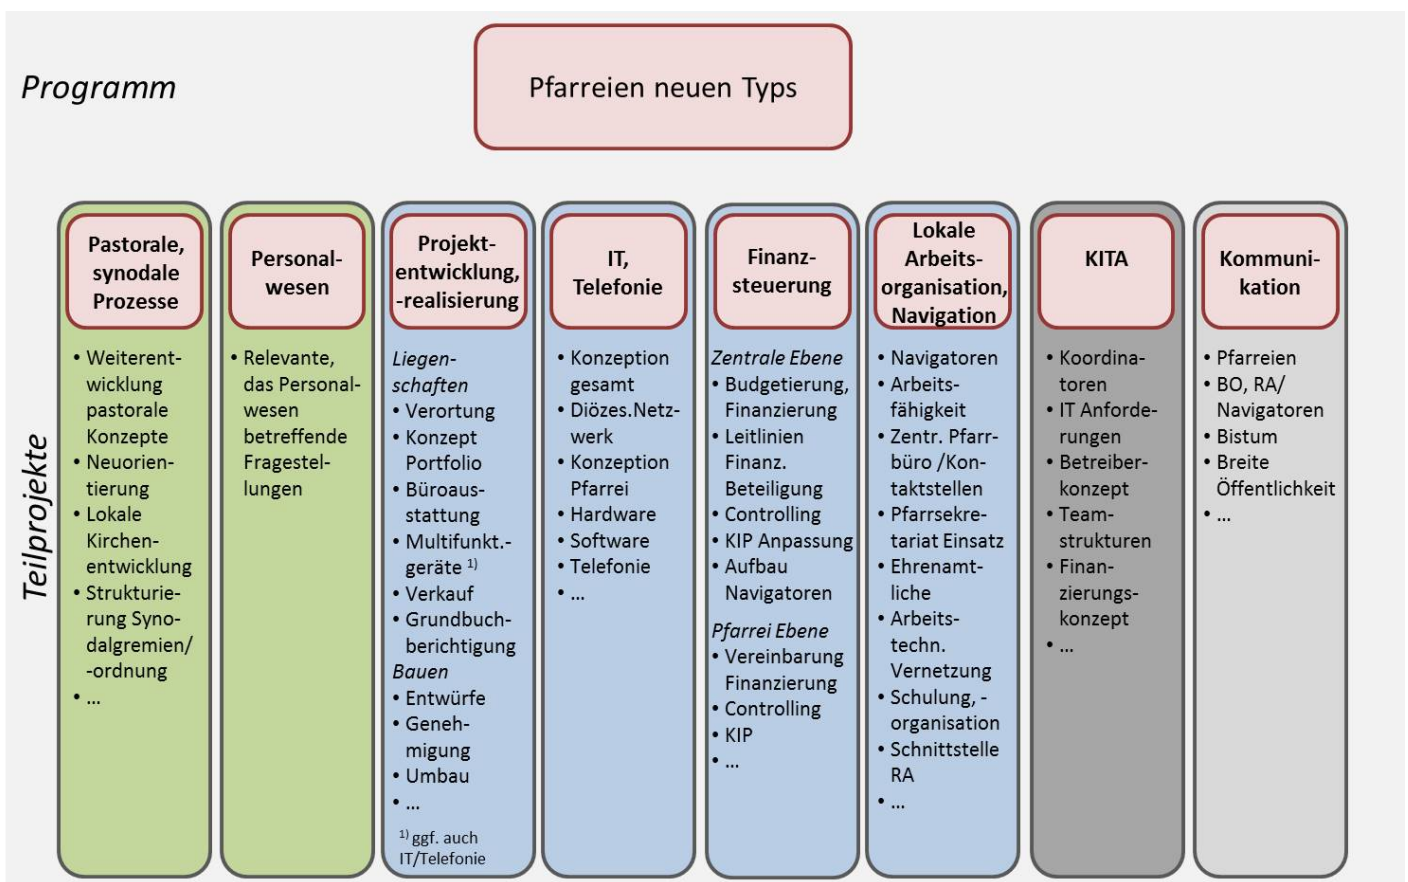 Programm
Pfarreien neuen Typs
Teilprojekte
Pastorale,
synodale
Prozesse
• Weiterent-
wicklung
pastorale
Konzepte
• Neuorien-
tierung
• Lokale
Kirchen-
entwicklung
• Strukturie-
rung Syno-
dalgremien/
-ordnung
• ...
Personal-
wesen
• Relevante,
das Personal-
wesen
betreffende
Fragestel-
lungen
Projekt-
entwicklung,
-realisierung
Liegen-
schaften
• Verortung
• Konzept
Portfolio
• Büroaus-
stattung
• Multifunkt.-
geräte 1)
• Verkauf
• Grundbuch-
berichtigung
Bauen
• Entwürfe
• Geneh-
migung
• Umbau
• ...
1) ggf. auch
IT/Telefonie
IT,
Telefonie
• Konzeption
gesamt
• Diözes.Netz-
werk
• Konzeption
Pfarrei
• Hardware
• Software
• Telefonie
• ...
Finanz-
steuerung
Zentrale Ebene
• Budgetierung,
Finanzierung
• Leitlinien
Finanz.
Beteiligung
• Controlling
• KIP Anpassung
• Aufbau
Navigatoren
Pfarrei Ebene
• Vereinbarung
Finanzierung
• Controlling
• KIP
• ...
Lokale
Arbeits-
organisation,
Navigation
• Navigatoren
• Arbeits-
fähigkeit
• Zentr. Pfarr-
büro /Kon-
taktstellen
• Pfarrsekre-
tariat Einsatz
• Ehrenamt-
liche
• Arbeits-
techn.
Vernetzung
• Schulung, -
organisation
• Schnittstelle
RA
• ...
KITA
• Koordina-
toren
• IT Anforde-
rungen
• Betreiber-
konzept
• Team-
strukturen
• Finan-
zierungs-
konzept
• ...
Kommuni-
kation
• Pfarreien
• BO, RA/
Navigatoren
• Bistum
• Breite
Öffentlichkeit
• ...